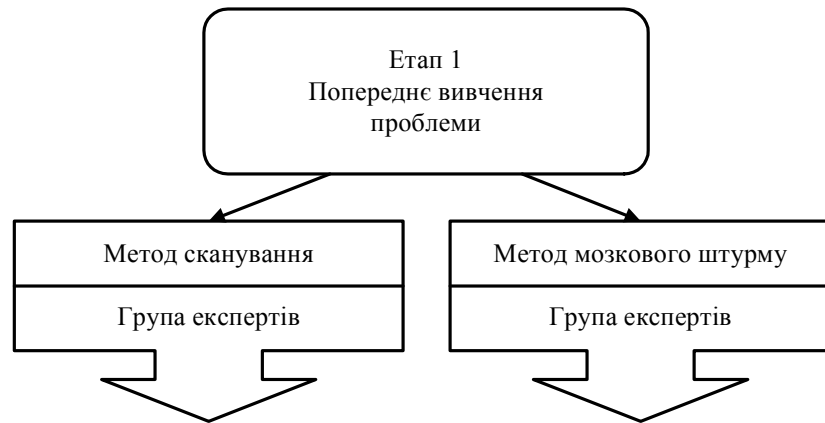 Етап 1
Попереднє вивчення
проблеми
Метод сканування
Метод мозкового штурму
Група експертів
Група експертів